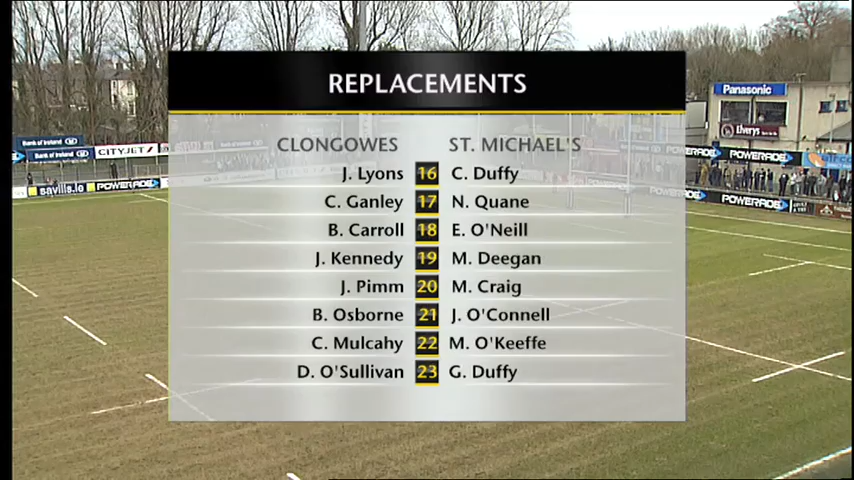 REPLACEMENTS
CLONGOWES ST. MICHAEL'S
J. Lyons 16 C. Duffy
C. Ganley 17 N. Quane
B. Carroll 18 E. O'Neill
J. Kennedy 19 M. Deegan
J. Pimm 20 M. Craig
B. Osborne 21 J. O'Connell
C. Mulcahy 22 M. O'Keeffe
D. O'Sullivan 23 G. Duffy
Panasonic
Elverys
Bank of Ireland
Bank of Ireland
CITYJET
savills.ie
POWERADE
POWERADE
POWERADE
POWERADE